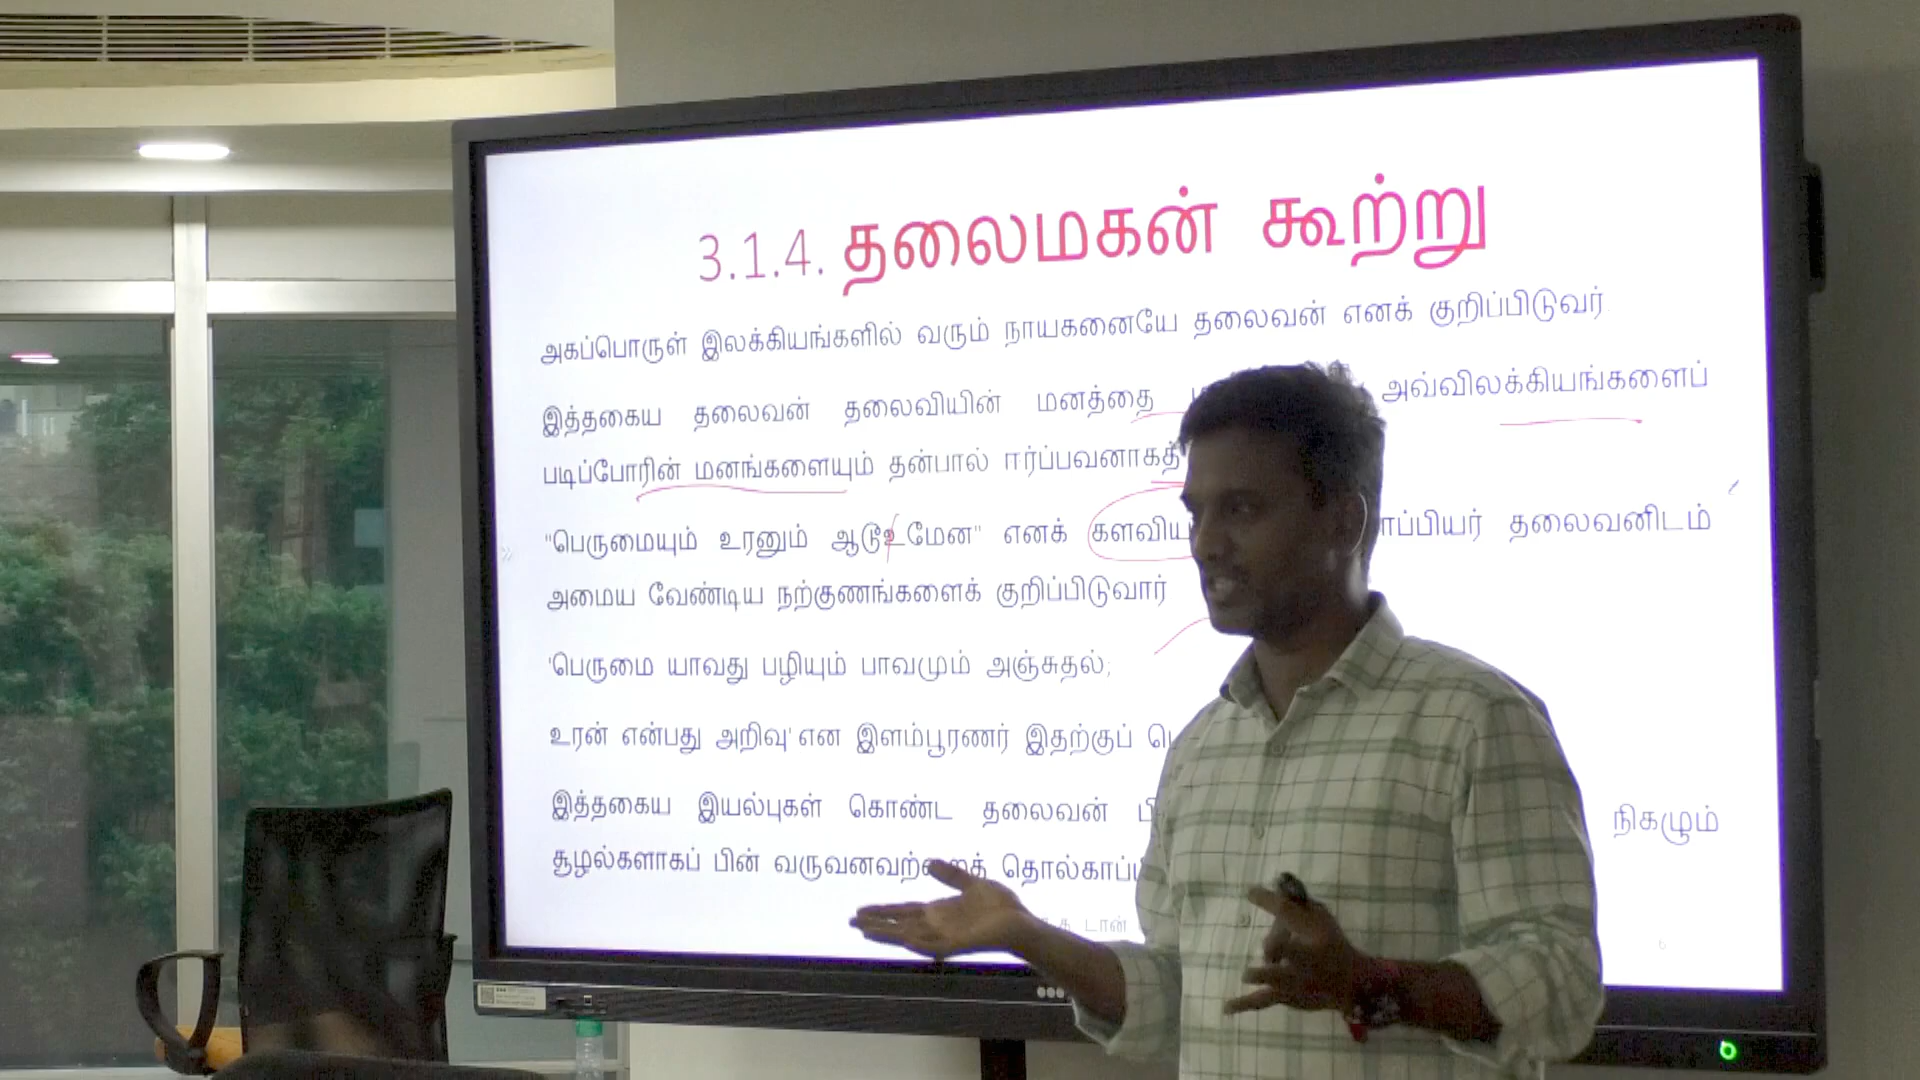 3.1.4. தலைமகன் கூற்று
அகப்பொருள் இலக்கியங்களில் வரும் நாயகனையே தலைவன் எனக் குறிப்பிடுவர்
இத்தகைய தலைவன் தலைவியின் மனத்தை அவ்விலக்கியங்களைப்
படிப்போரின் மனங்களையும் தன்பால் ஈர்ப்பவனாகத்
"பெருமையும் உரனும் ஆடூஉமேன" எனக் தலைவனிடம்
அமைய வேண்டிய நற்குணங்களைக் குறிப்பிடுவார்
'பெருமை யாவது பழியும் பாவமும் அஞ்சுதல்;
உரன் என்பது அறிவு' என இளம்பூரணர் இதற்குப்
இத்தகைய இயல்புகள் கொண்ட தலைவன் நிகழும்
சூழல்களாகப் பின் வருவனவற்றைத்